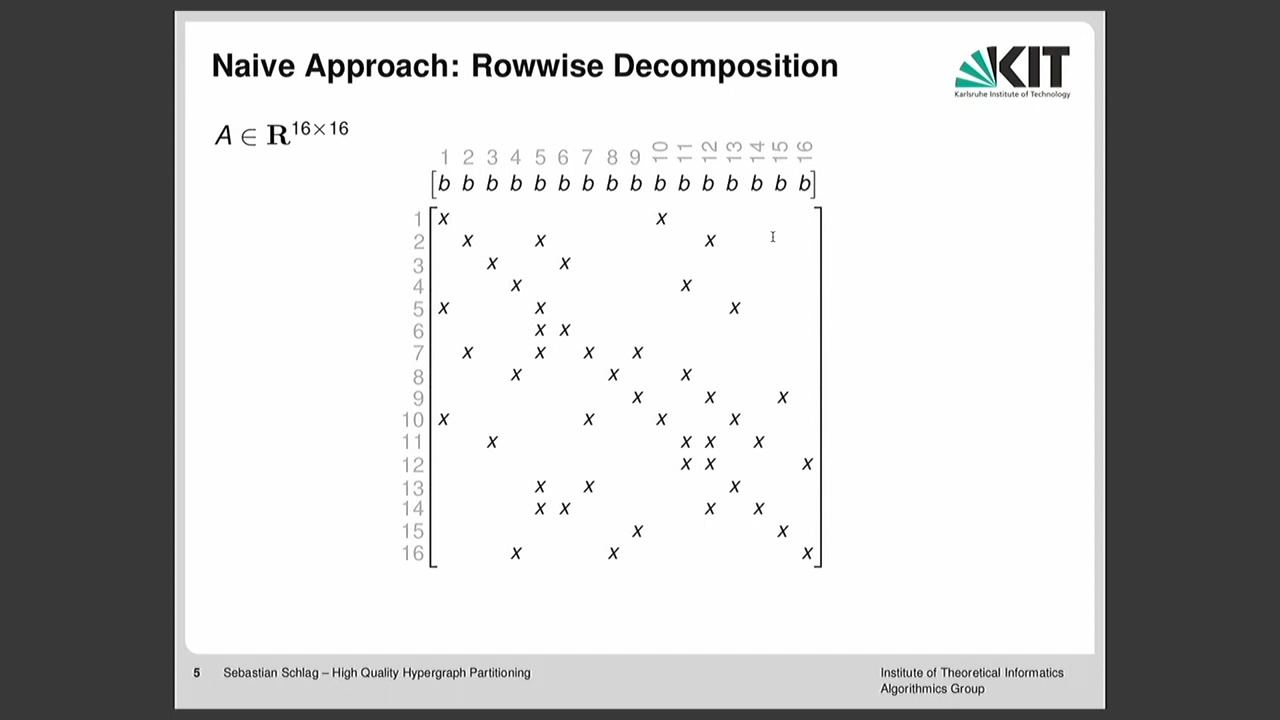 Naive Approach: Rowwise Decomposition
KIT
Karlsruhe Institute of Technology
A ∈ R^16×16
1 2 3 4 5 6 7 8 9 10 11 12 13 14 15 16
[b b b b b b b b b b b b b b b b]
1 x x
2 x x x
3 x x
4 x x
5 x x x
6 x x
7 x x x x
8 x x x
9 x x x
10 x x x x
11 x x x x
12 x x x
13 x x x
14 x x x x
15 x x
16 x x x
5 Sebastian Schlag – High Quality Hypergraph Partitioning
Institute of Theoretical Informatics
Algorithmics Group